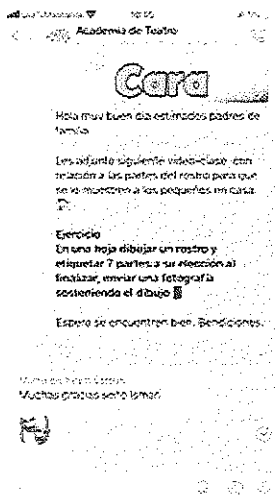 Academia de Teatro
Cara
Hola muy buen día estimados padres de
familia
Les adjunto siguiente video-clase con
relación a las partes del rostro para que
se lo muestren a los pequeños en casa.
Ejercicio
En una hoja dibujar un rostro y
etiquetar 7 partes a su elección al
finalizar, enviar una fotografía
sosteniendo el dibujo
Espero se encuentren bien. Bendiciones.
Muchas gracias seño